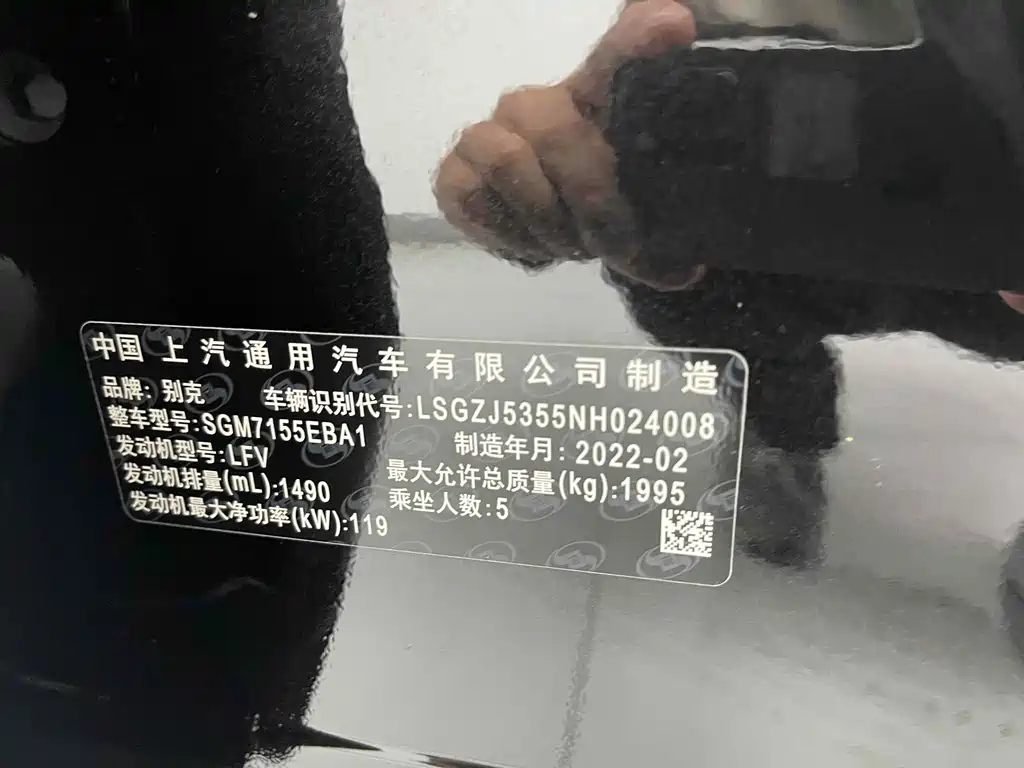 中国 上汽通用汽车有限公司制造
品牌: 别克 车辆识别代号:LSGZJ5355NH024008
整车型号:SGM7155EBA1 制造年月: 2022-02
发动机型号:LFV 最大允许总质量(kg):1995
发动机排量(mL):1490 乘坐人数:5
发动机最大净功率(kW):119